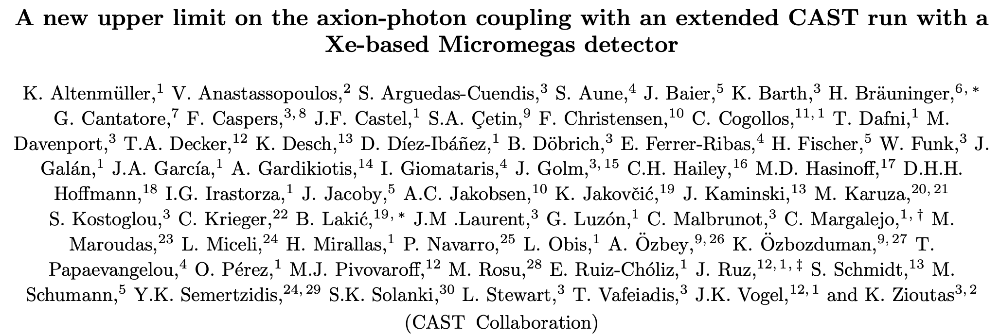 A new upper limit on the axion-photon coupling with an extended CAST run with a
Xe-based Micromegas detector
K. Altenmüller,1 V. Anastassopoulos,2 S. Arguedas-Cuendis,3 S. Aune,4 J. Baier,5 K. Barth,3 H. Bräuninger,6, *
G. Cantatore,7 F. Caspers,3, 8 J.F. Castel,1 S.A. Çetin,9 F. Christensen,10 C. Cogollos,11, 1 T. Dafni,1 M.
Davenport,3 T.A. Decker,12 K. Desch,13 D. Díez-Ibáñez,1 B. Döbrich,3 E. Ferrer-Ribas,4 H. Fischer,5 W. Funk,3 J.
Galán,1 J.A. García,1 A. Gardikiotis,14 I. Giomataris,4 J. Golm,3, 15 C.H. Hailey,16 M.D. Hasinoff,17 D.H.H.
Hoffmann,18 I.G. Irastorza,1 J. Jacoby,5 A.C. Jakobsen,10 K. Jakovčić,19 J. Kaminski,13 M. Karuza,20, 21
S. Kostoglou,3 C. Krieger,22 B. Lakić,19, * J.M .Laurent,3 G. Luzón,1 C. Malbrunot,3 C. Margalejo,1, † M.
Maroudas,23 L. Miceli,24 H. Mirallas,1 P. Navarro,25 L. Obis,1 A. Özbey,9, 26 K. Özbozduman,9, 27 T.
Papaevangelou,4 O. Pérez,1 M.J. Pivovaroff,12 M. Rosu,28 E. Ruiz-Chóliz,1 J. Ruz,12, 1, ‡ S. Schmidt,13 M.
Schumann,5 Y.K. Semertzidis,24, 29 S.K. Solanki,30 L. Stewart,3 T. Vafeiadis,3 J.K. Vogel,12, 1 and K. Zioutas3, 2
(CAST Collaboration)